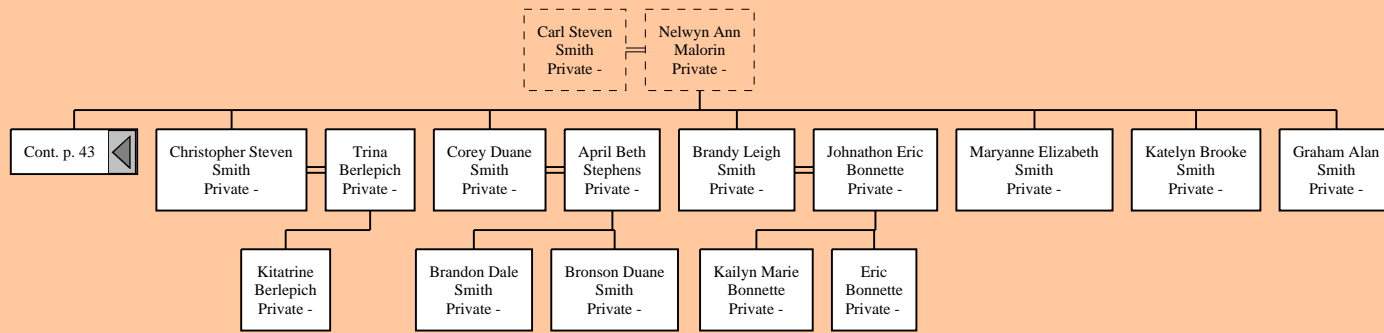 Carl Steven
Smith
Private -
Nelwyn Ann
Malorin
Private -
Cont. p. 43
Christopher Steven
Smith
Private -
Trina
Berlepich
Private -
Corey Duane
Smith
Private -
April Beth
Stephens
Private -
Brandy Leigh
Smith
Private -
Johnathon Eric
Bonnette
Private -
Maryanne Elizabeth
Smith
Private -
Katelyn Brooke
Smith
Private -
Graham Alan
Smith
Private -
Kitatrine
Berlepich
Private -
Brandon Dale
Smith
Private -
Bronson Duane
Smith
Private -
Kailyn Marie
Bonnette
Private -
Eric
Bonnette
Private -